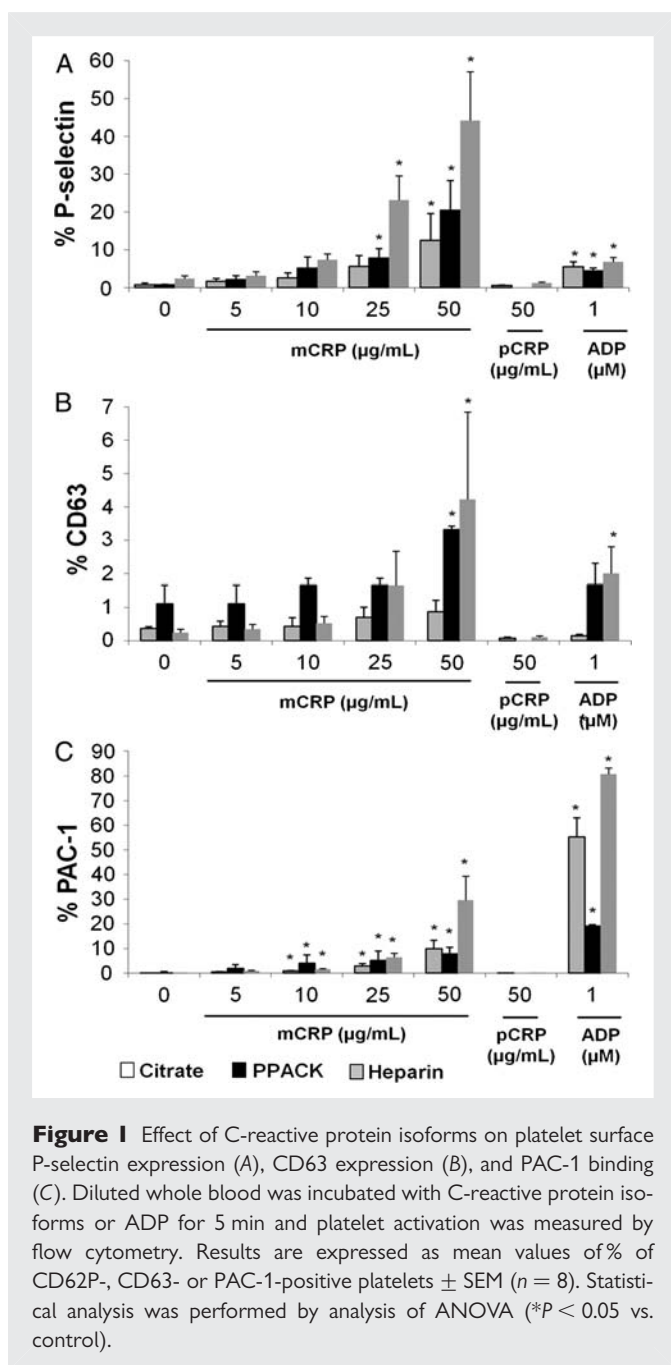 A
% P-selectin
60
50
40
30
20
10
0
* * * * * * * *
0 5 10 25 50 50 1
mCRP (µg/mL) pCRP (µg/mL) ADP (µM)
B
% CD63
7
6
5
4
3
2
1
0
* * *
0 5 10 25 50 50 1
mCRP (µg/mL) pCRP (µg/mL) ADP (µM)
C
% PAC-1
90
80
70
60
50
40
30
20
10
0
* * * * * * * * * * * *
0 5 10 25 50 50 1
mCRP (µg/mL) pCRP (µg/mL) ADP (µM)
Citrate PPACK Heparin
Figure 1 Effect of C-reactive protein isoforms on platelet surface
P-selectin expression (A), CD63 expression (B), and PAC-1 binding
(C). Diluted whole blood was incubated with C-reactive protein iso-
forms or ADP for 5 min and platelet activation was measured by
flow cytometry. Results are expressed as mean values of % of
CD62P-, CD63- or PAC-1-positive platelets ± SEM (n = 8). Statisti-
cal analysis was performed by analysis of ANOVA (*P < 0.05 vs.
control).